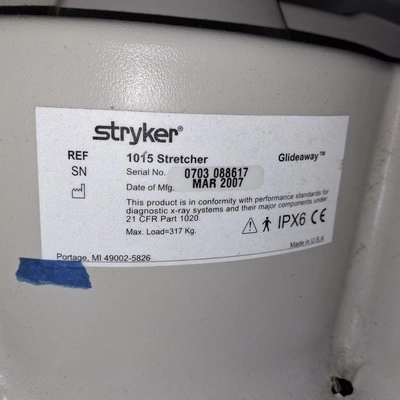 stryker®
REF 1015 Stretcher Glideaway™
SN Serial No. 0703 088617
Date of Mfg. MAR 2007
This product is in conformity with performance standards for
diagnostic x-ray systems and their major components under
21 CFR Part 1020.
IPX6 CE
Max. Load=317 Kg.
Made in U.S.A.
Portage, MI 49002-5826